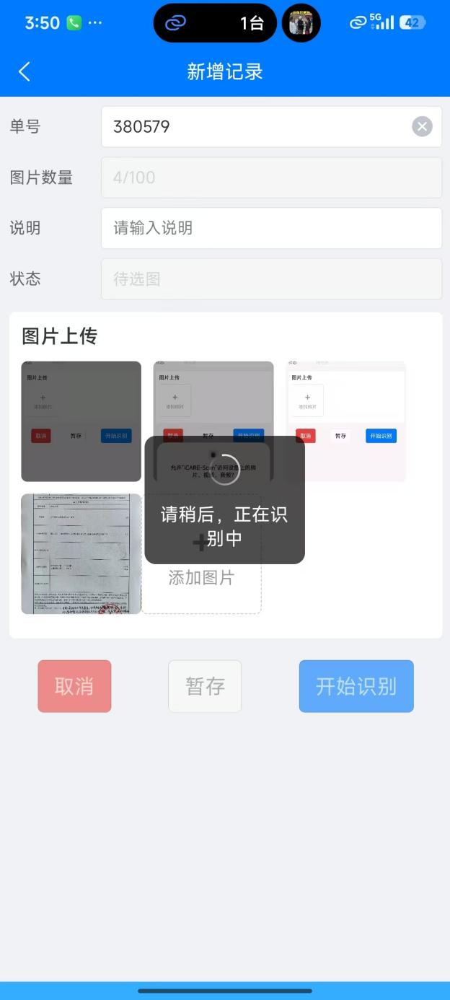 3:50
1台
5G
42
新增记录
单号
380579
图片数量
4/100
说明
请输入说明
状态
待选图
图片上传
图片上传
添加照片
取消
暂存
开始识别
图片上传
添加照片
取消
暂存
开始识别
图片上传
添加照片
取消
暂存
开始识别
允许"iCARE-Scan"访问设备上的照
片、视频、音频?
请稍后，正在识
别中
添加图片
取消
暂存
开始识别